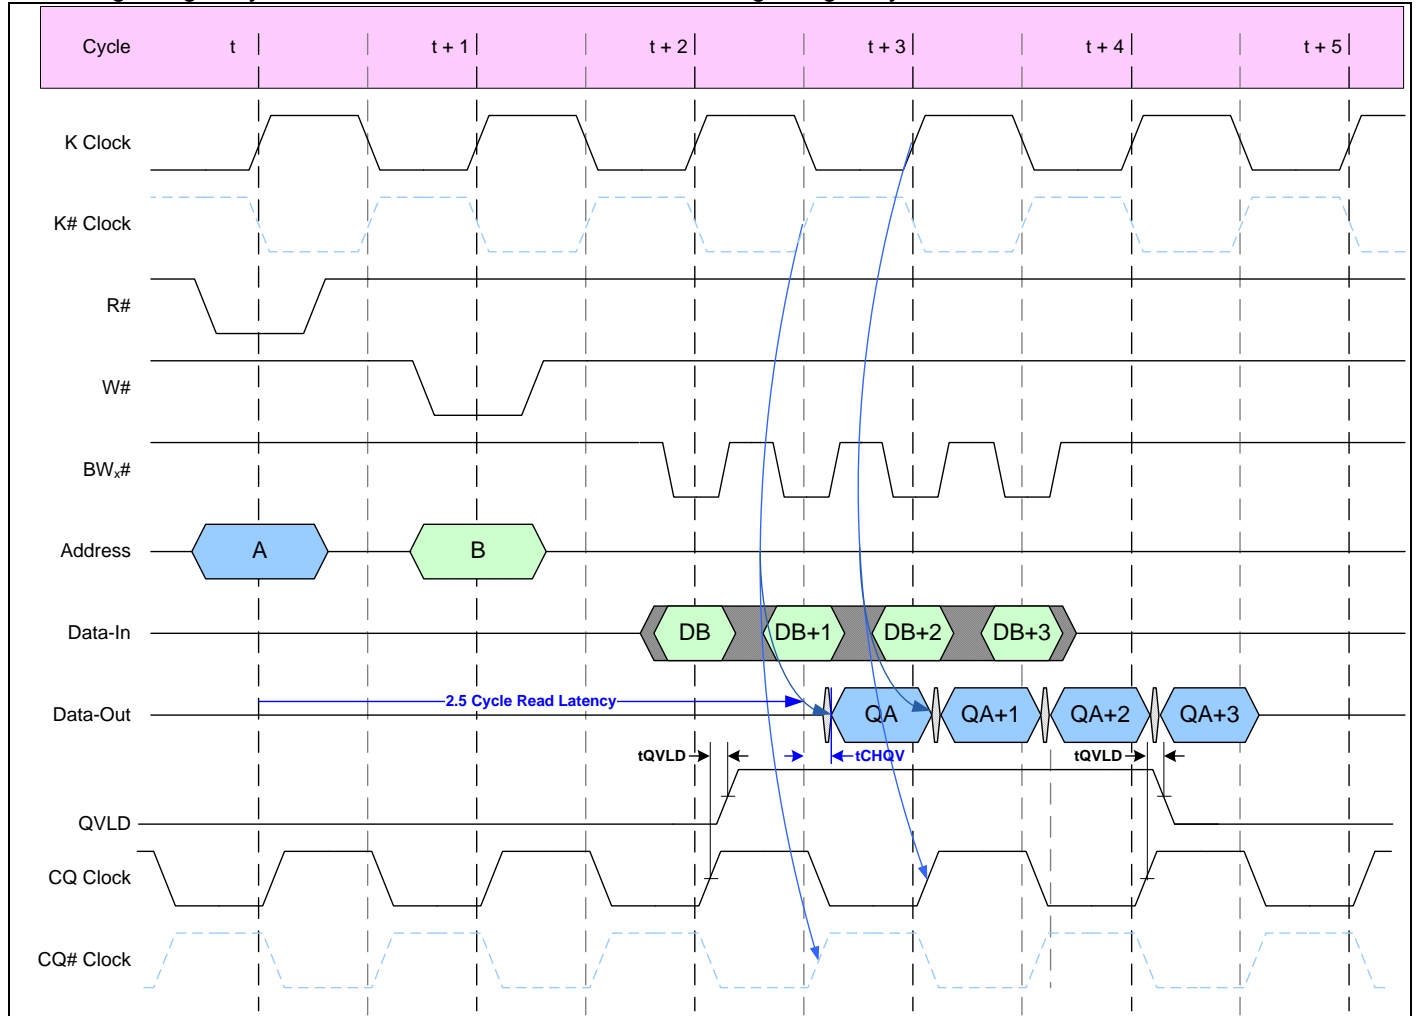 Cycle t t + 1 t + 2 t + 3 t + 4 t + 5
K Clock
K# Clock
R#
W#
BWx#
Address A B
Data-In DB DB+1 DB+2 DB+3
2.5 Cycle Read Latency
Data-Out QA QA+1 QA+2 QA+3
tQVLD tCHQV tQVLD
QVLD
CQ Clock
CQ# Clock